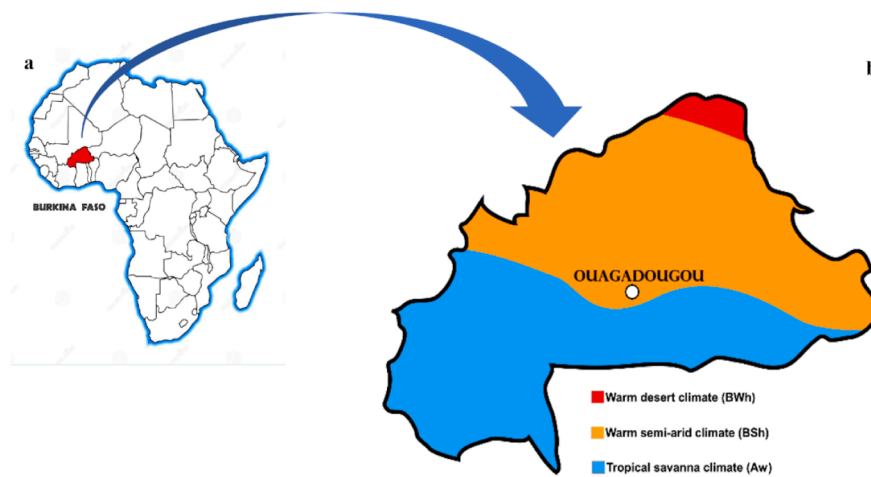 a
b
BURKINA FASO
OUAGADOUGOU
Warm desert climate (BWh)
Warm semi-arid climate (BSh)
Tropical savanna climate (Aw)